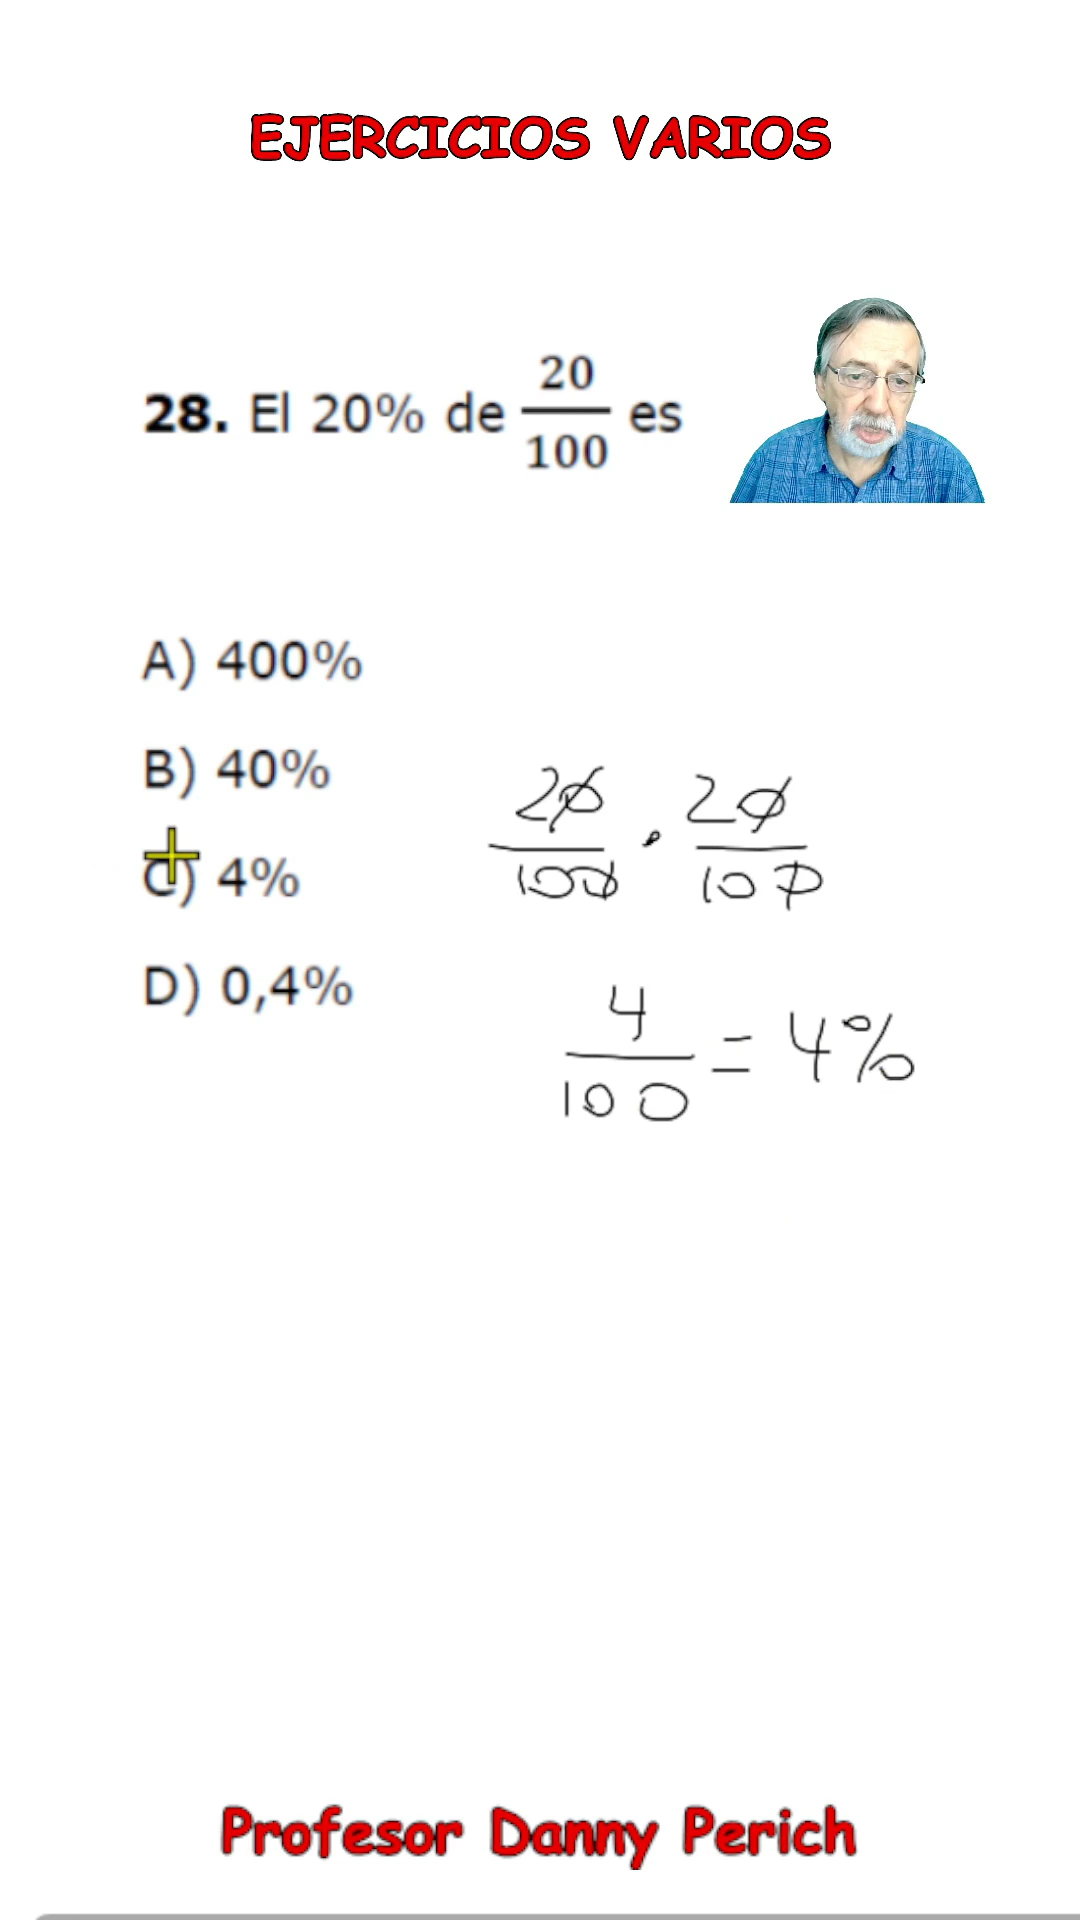 EJERCICIOS VARIOS
28. El 20% de 20/100 es
A) 400%
B) 40%
C) 4%
D) 0,4%
20/100 · 20/100
4/100 = 4%
Profesor Danny Perich